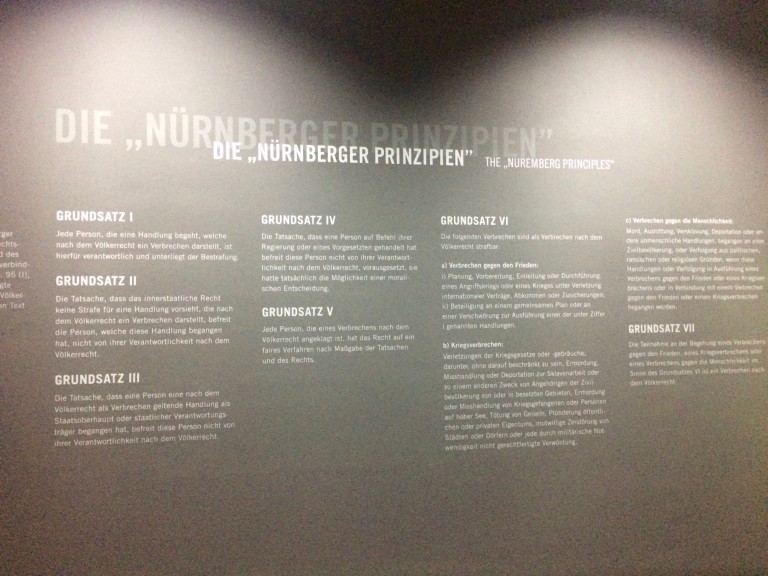 DIE „NÜRNBERGER PRINZIPIEN”
DIE „NÜRNBERGER PRINZIPIEN”
THE „NUREMBERG PRINCIPLES”
GRUNDSATZ I
Jede Person, die eine Handlung begeht, welche
nach dem Völkerrecht ein Verbrechen darstellt, ist
hierfür verantwortlich und unterliegt der Bestrafung.
GRUNDSATZ II
Die Tatsache, dass das innerstaatliche Recht
keine Strafe für eine Handlung vorsieht, die nach
dem Völkerrecht ein Verbrechen darstellt, befreit
die Person, welche diese Handlung begangen
hat, nicht von ihrer Verantwortlichkeit nach dem
Völkerrecht.
GRUNDSATZ III
Die Tatsache, dass eine Person eine nach dem
Völkerrecht als Verbrechen geltende Handlung als
Staatsoberhaupt oder staatlicher Verantwortungs-
träger begangen hat, befreit diese Person nicht von
ihrer Verantwortlichkeit nach dem Völkerrecht.
GRUNDSATZ IV
Die Tatsache, dass eine Person auf Befehl ihrer
Regierung oder eines Vorgesetzten gehandelt hat,
befreit diese Person nicht von ihrer Verantwort-
lichkeit nach dem Völkerrecht, vorausgesetzt, sie
hatte tatsächlich die Möglichkeit einer morali-
schen Entscheidung.
GRUNDSATZ V
Jede Person, die eines Verbrechens nach dem
Völkerrecht angeklagt ist, hat das Recht auf ein
faires Verfahren nach Maßgabe der Tatsachen
und des Rechts.
GRUNDSATZ VI
Die folgenden Verbrechen sind als Verbrechen nach dem
Völkerrecht strafbar:
a) Verbrechen gegen den Frieden:
i) Planung, Vorbereitung, Einleitung oder Durchführung
eines Angriffskriegs oder eines Kriegs unter Verletzung
internationaler Verträge, Abkommen oder Zusicherungen;
ii) Beteiligung an einem gemeinsamen Plan oder an
einer Verschwörung zur Ausführung einer der unter Ziffer
i genannten Handlungen.
b) Kriegsverbrechen:
Verletzungen der Kriegsgesetze oder -gebräuche,
darunter, ohne darauf beschränkt zu sein, Ermordung,
Misshandlung oder Deportation zur Sklavenarbeit oder
zu einem anderen Zweck von Angehörigen der Zivil-
bevölkerung von oder in besetzten Gebieten, Ermordung
oder Misshandlung von Kriegsgefangenen oder Personen
auf hoher See, Tötung von Geiseln, Plünderung öffentli-
chen oder privaten Eigentums, mutwillige Zerstörung von
Städten oder Dörfern oder jede durch militärische Not-
wendigkeit nicht gerechtfertigte Verwüstung.
c) Verbrechen gegen die Menschlichkeit:
Mord, Ausrottung, Versklavung, Deportation oder an-
dere unmenschliche Handlungen, begangen an einer
Zivilbevölkerung, oder Verfolgung aus politischen,
rassischen oder religiösen Gründen, wenn diese
Handlungen oder Verfolgung in Ausführung eines
Verbrechens gegen den Frieden oder eines Kriegsver-
brechens oder in Verbindung mit einem Verbrechen
gegen den Frieden oder einem Kriegsverbrechen
begangen werden.
GRUNDSATZ VII
Die Teilnahme an der Begehung eines Verbrechens
gegen den Frieden, eines Kriegsverbrechens oder
eines Verbrechens gegen die Menschlichkeit im
Sinne des Grundsatzes VI ist ein Verbrechen nach
dem Völkerrecht.